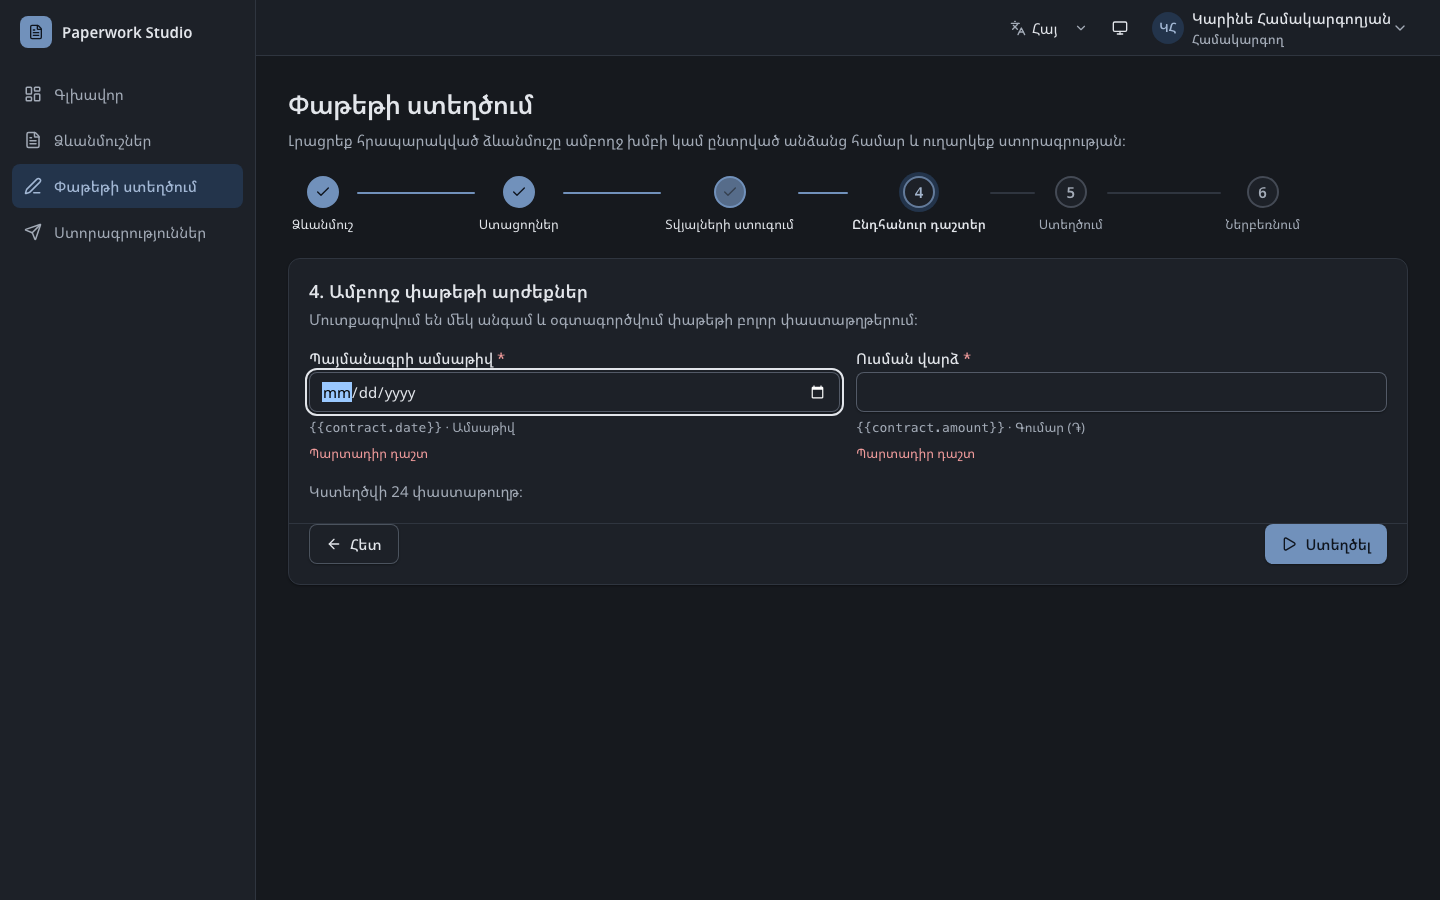 Paperwork Studio
Հայ
ԿՀ
Կարինե Համակարգողյան
Համակարգող
Գլխավոր
Ձևանմուշներ
Փաթեթի ստեղծում
Ստորագրություններ
Փաթեթի ստեղծում
Լրացրեք հրապարակված ձևանմուշը ամբողջ խմբի կամ ընտրված անձանց համար և ուղարկեք ստորագրության։
4
5
6
Ձևանմուշ
Ստացողներ
Տվյալների ստուգում
Ընդհանուր դաշտեր
Ստեղծում
Ներբեռնում
4. Ամբողջ փաթեթի արժեքներ
Մուտքագրվում են մեկ անգամ և օգտագործվում փաթեթի բոլոր փաստաթղթերում։
Պայմանագրի ամսաթիվ *
Ուսման վարձ *
mm/dd/yyyy
{{contract.date}} · Ամսաթիվ
{{contract.amount}} · Գումար (֏)
Պարտադիր դաշտ
Պարտադիր դաշտ
Կստեղծվի 24 փաստաթուղթ։
Հետ
Ստեղծել